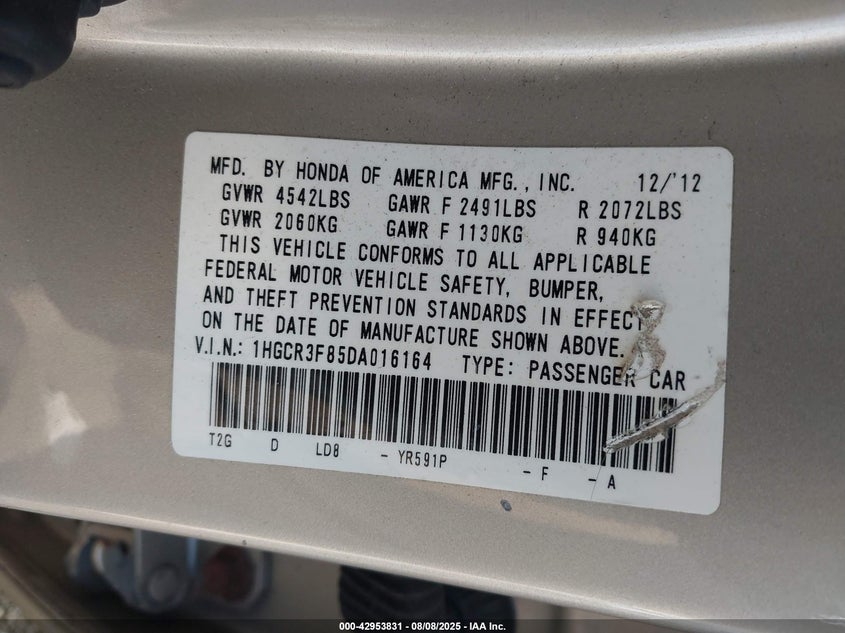 MFD. BY HONDA OF AMERICA MFG., INC. 12/'12
GVWR 4542LBS GAWR F 2491LBS R 2072LBS
GVWR 2060KG GAWR F 1130KG R 940KG
THIS VEHICLE CONFORMS TO ALL APPLICABLE
FEDERAL MOTOR VEHICLE SAFETY, BUMPER,
AND THEFT PREVENTION STANDARDS IN EFFECT
ON THE DATE OF MANUFACTURE SHOWN ABOVE.
V.I.N.: 1HGCR3F85DA016164 TYPE: PASSENGER CAR
T2G D LD8 - YR591P - F - A
000-42953831 - 08/08/2025 - IAA Inc.